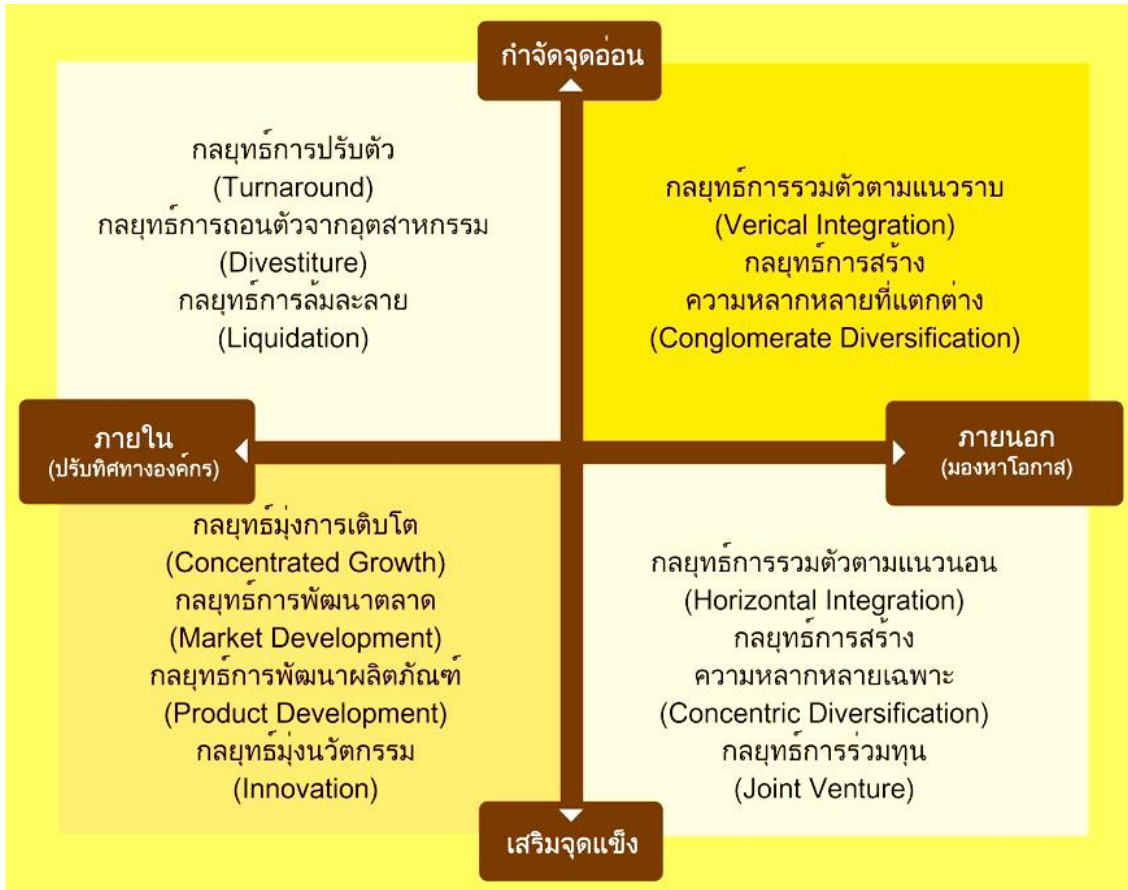 กำจัดจุดอ่อน
กลยุทธ์การปรับตัว
(Turnaround)
กลยุทธ์การถอนตัวจากอุตสาหกรรม
(Divestiture)
กลยุทธ์การล้มละลาย
(Liquidation)
กลยุทธ์การรวมตัวตามแนวราบ
(Verical Integration)
กลยุทธ์การสร้าง
ความหลากหลายที่แตกต่าง
(Conglomerate Diversification)
ภายใน
(ปรับทิศทางองค์กร)
ภายนอก
(มองหาโอกาส)
กลยุทธ์มุ่งการเติบโต
(Concentrated Growth)
กลยุทธ์การพัฒนาตลาด
(Market Development)
กลยุทธ์การพัฒนาผลิตภัณฑ์
(Product Development)
กลยุทธ์มุ่งนวัตกรรม
(Innovation)
กลยุทธ์การรวมตัวตามแนวนอน
(Horizontal Integration)
กลยุทธ์การสร้าง
ความหลากหลายเฉพาะ
(Concentric Diversification)
กลยุทธ์การร่วมทุน
(Joint Venture)
เสริมจุดแข็ง